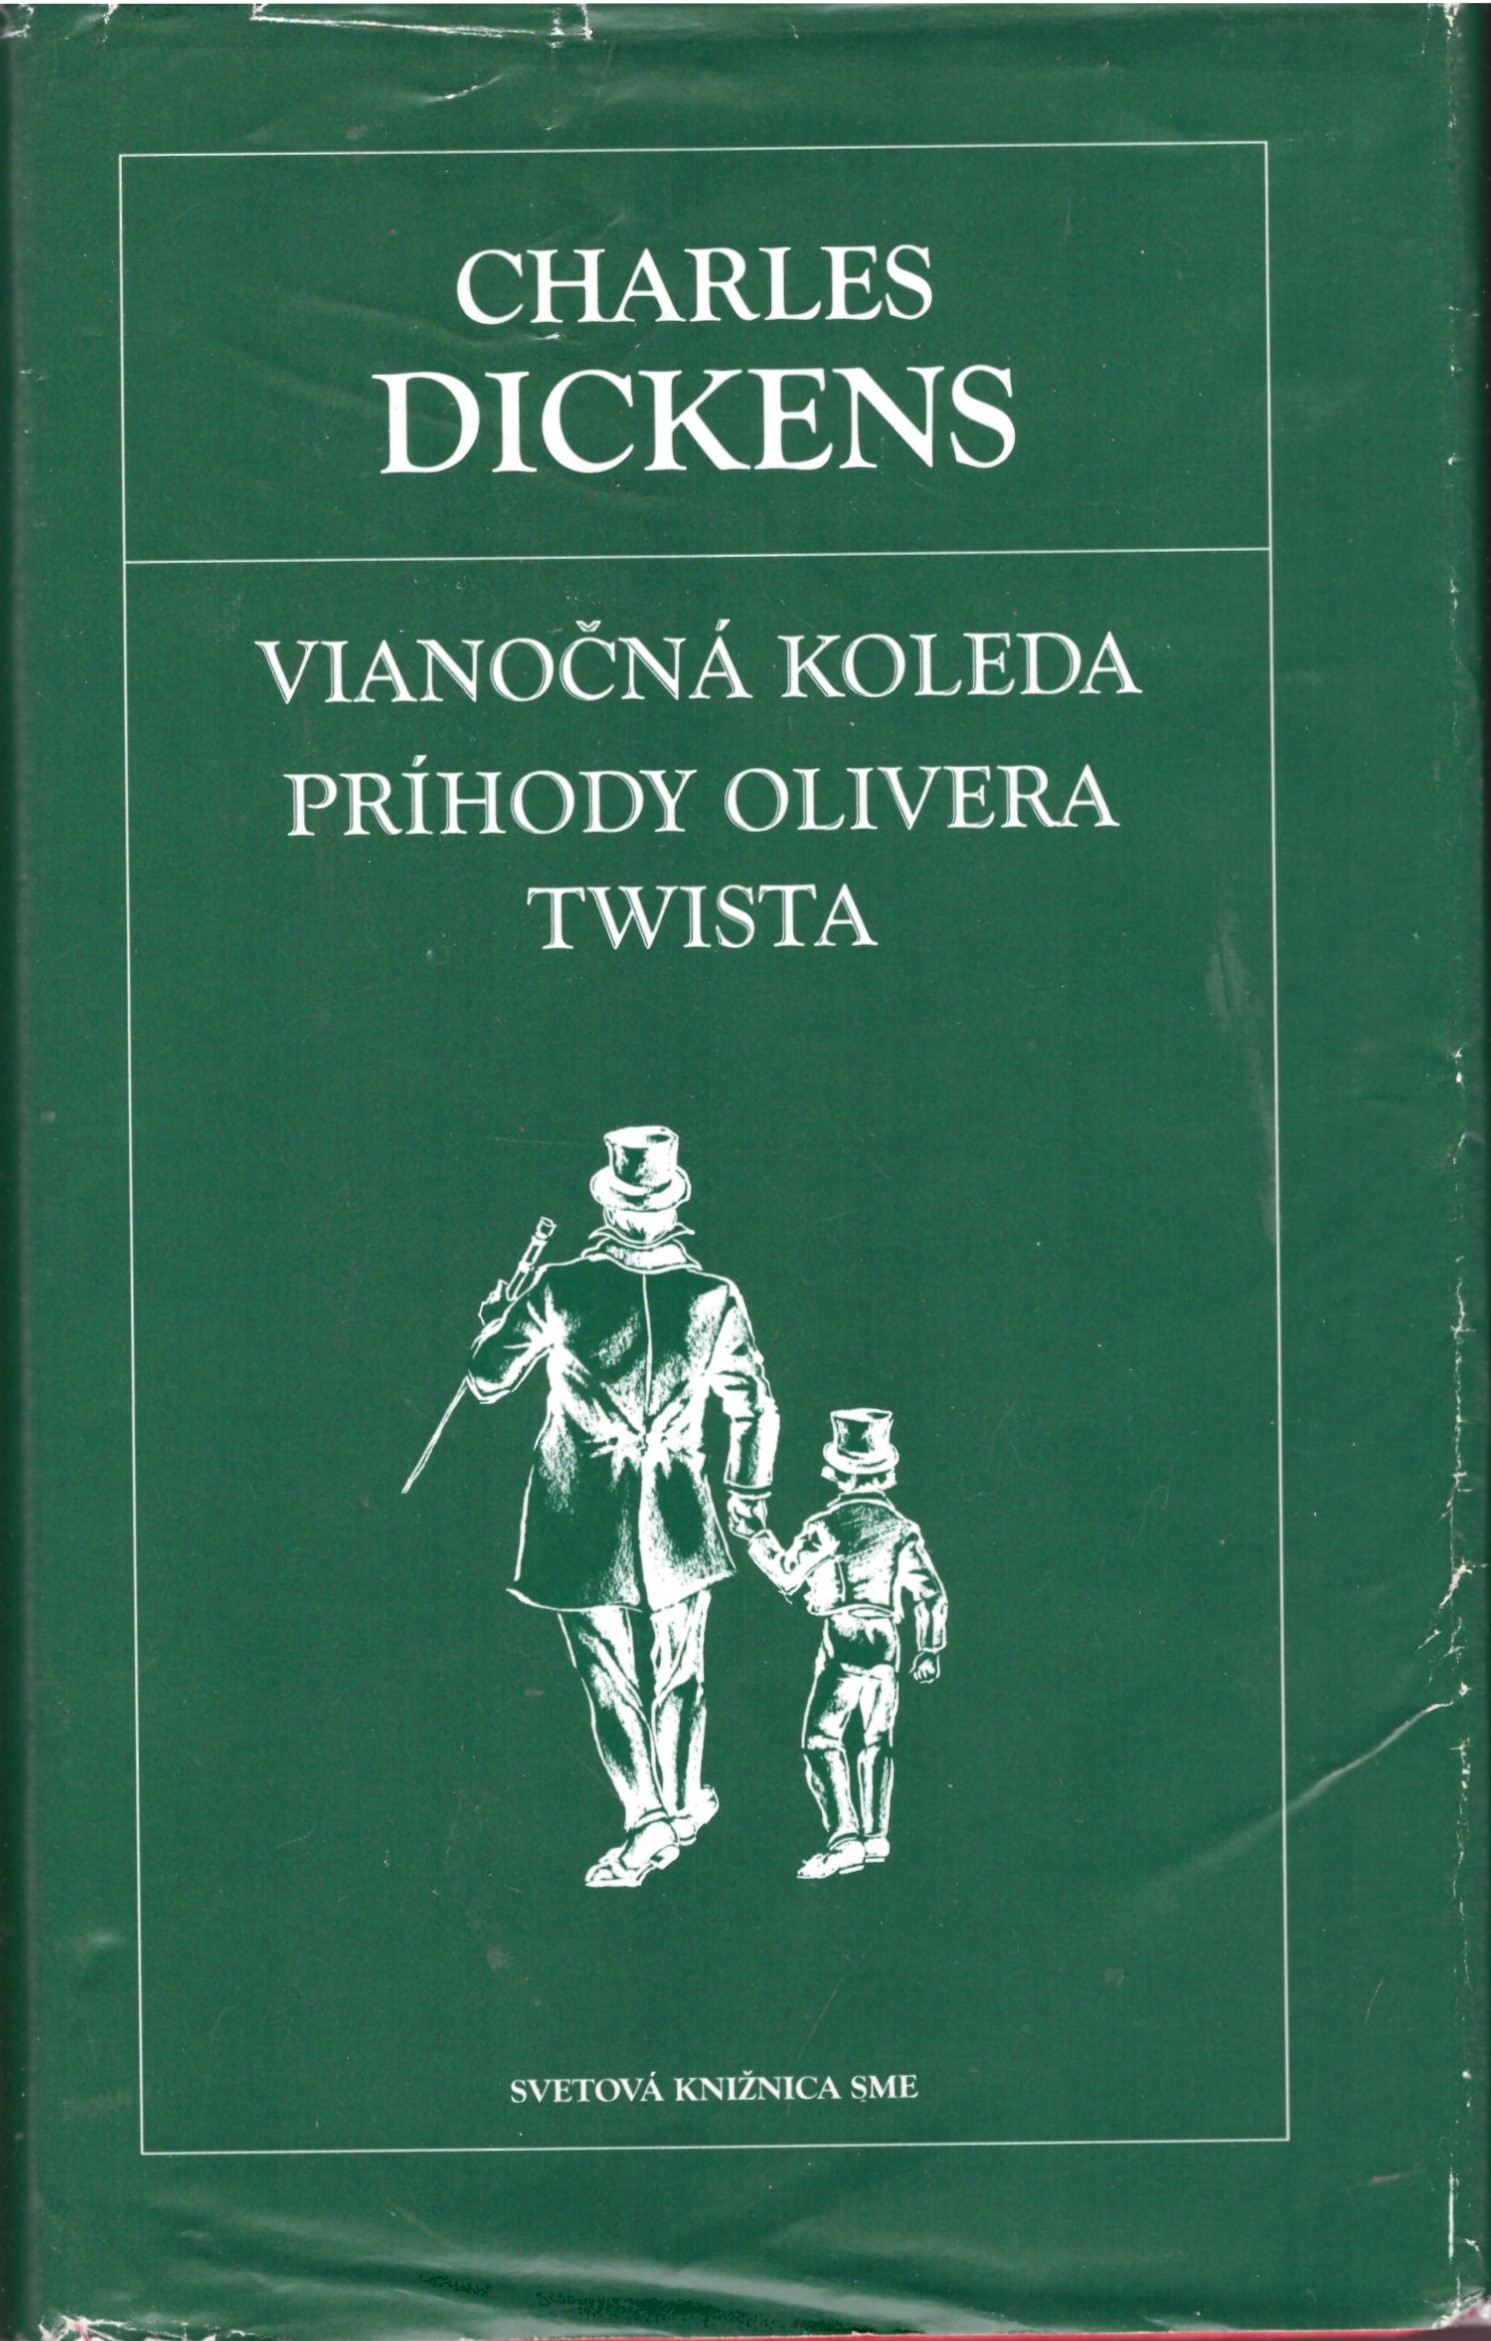 CHARLES
DICKENS
VIANOČNÁ KOLEDA
PRÍHODY OLIVERA
TWISTA
SVETOVÁ KNIŽNICA SME